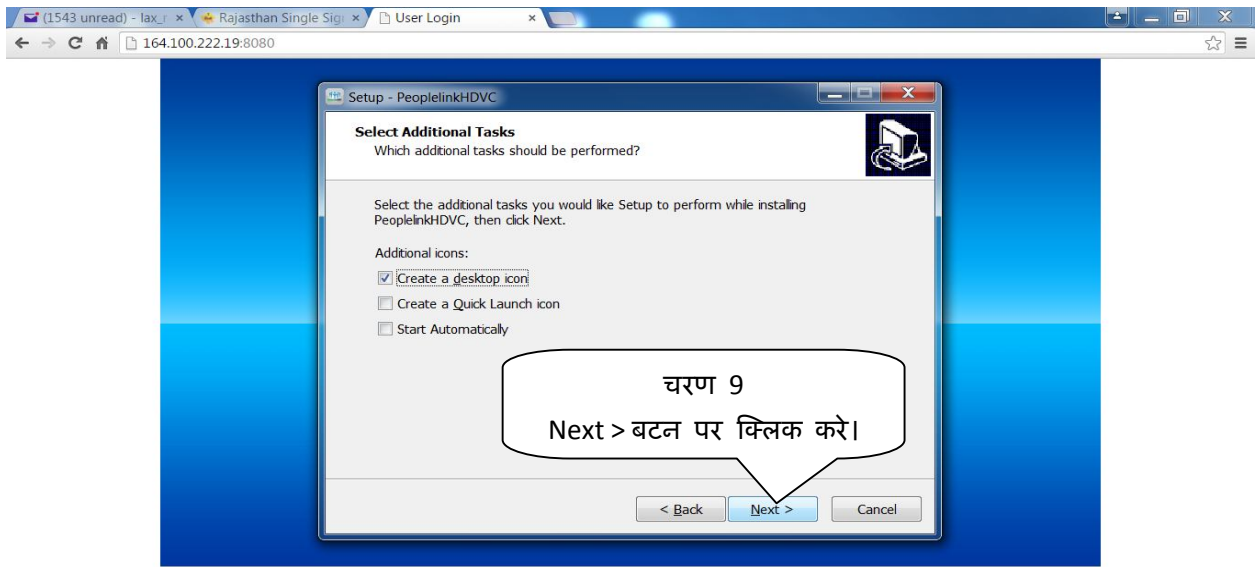 (1543 unread) - lax_r
Rajasthan Single Sig
User Login
164.100.222.19:8080
Setup - PeoplelinkHDVC
Select Additional Tasks
Which additional tasks should be performed?
Select the additional tasks you would like Setup to perform while installing
PeoplelinkHDVC, then click Next.
Additional icons:
Create a desktop icon
Create a Quick Launch icon
Start Automatically
चरण 9
Next > बटन पर क्लिक करे।
< Back
Next >
Cancel